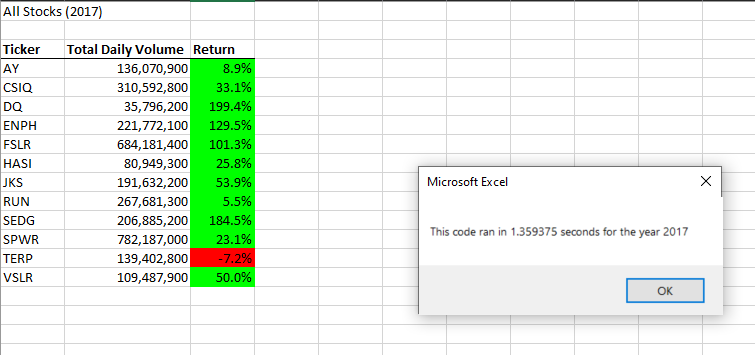 All Stocks (2017)
Ticker Total Daily Volume Return
AY 136,070,900 8.9%
CSIQ 310,592,800 33.1%
DQ 35,796,200 199.4%
ENPH 221,772,100 129.5%
FSLR 684,181,400 101.3%
HASI 80,949,300 25.8%
JKS 191,632,200 53.9%
RUN 267,681,300 5.5%
SEDG 206,885,200 184.5%
SPWR 782,187,000 23.1%
TERP 139,402,800 -7.2%
VSLR 109,487,900 50.0%
Microsoft Excel
This code ran in 1.359375 seconds for the year 2017
OK